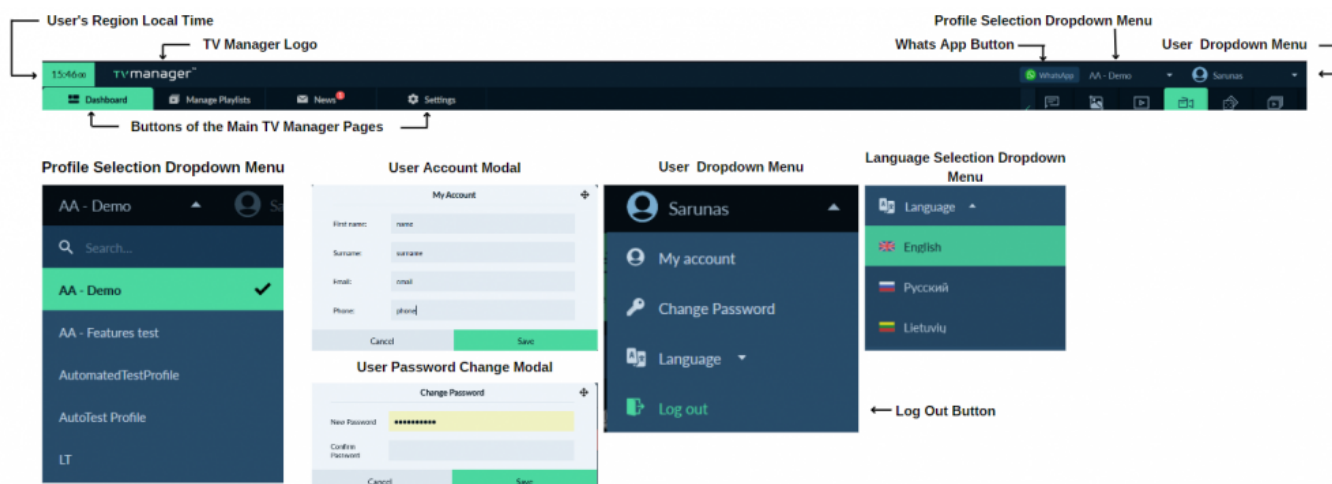 User's Region Local Time
Profile Selection Dropdown Menu
TV Manager Logo
Whats App Button
User Dropdown Menu
15:46
TVmanager
WhatsApp
AA - Demo
Sarunas
Dashboard
Manage Playlists
News
Settings
Buttons of the Main TV Manager Pages
Profile Selection Dropdown Menu
AA - Demo
Sa
Search...
AA - Demo
AA - Features test
AutomatedTestProfile
AutoTest Profile
LT
User Account Modal
My Account
First name:
name
Surname:
surname
Email:
email
Phone:
phone
Cancel
Save
User Password Change Modal
Change Password
New Password
••••••••••
Confirm
Password
Cancel
Save
User Dropdown Menu
Sarunas
My account
Change Password
Language
Log out
Language Selection Dropdown
Menu
Language
English
Русский
Lietuvių
Log Out Button